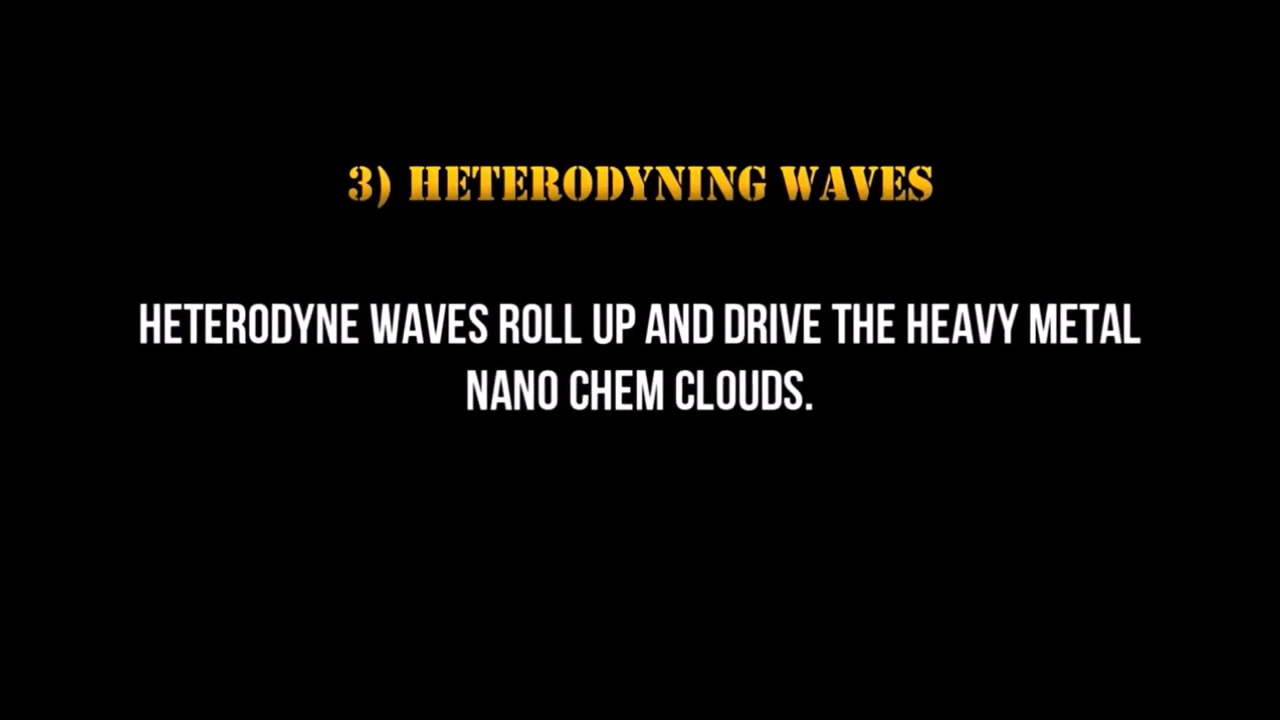 3) HETERODYNING WAVES
HETERODYNE WAVES ROLL UP AND DRIVE THE HEAVY METAL
NANO CHEM CLOUDS.